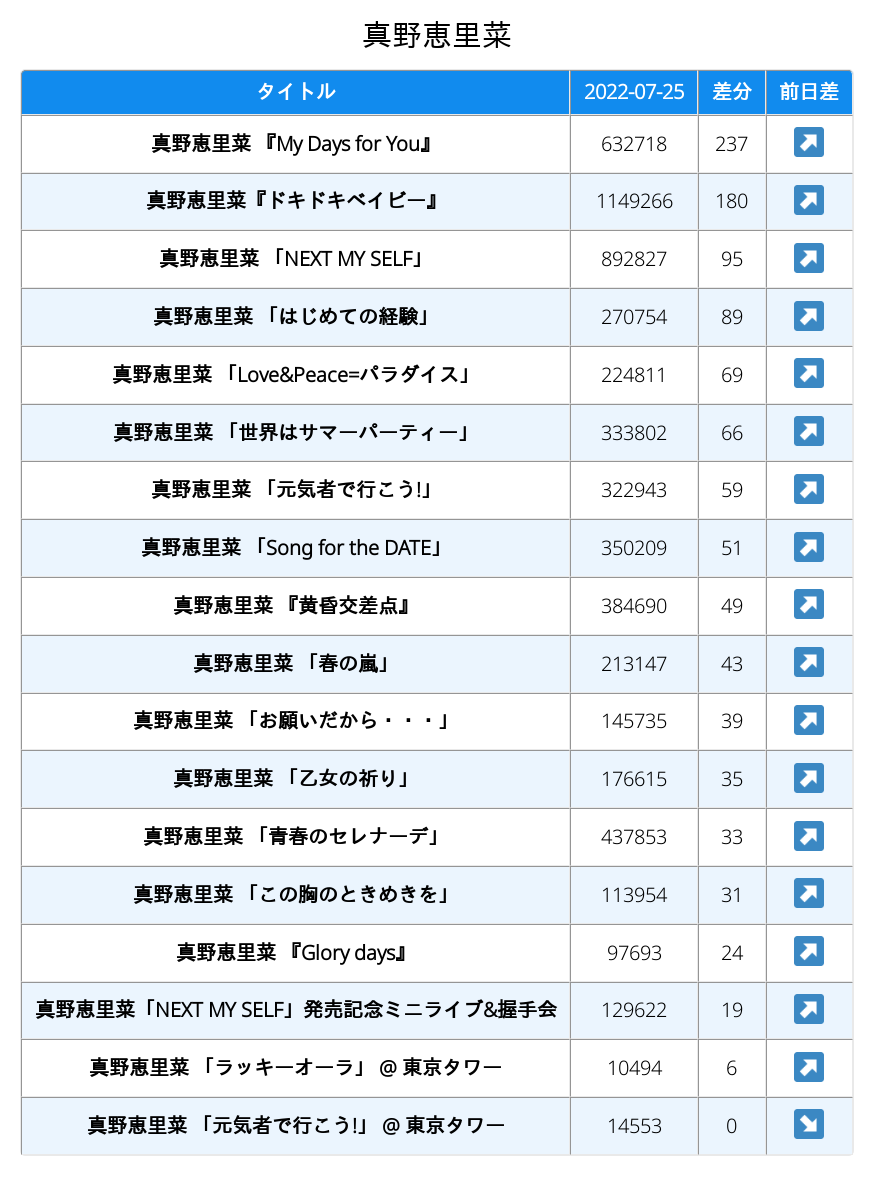 真野恵里菜
タイトル 2022-07-25 差分 前日差
真野恵里菜 『My Days for You』 632718 237 ↗
真野恵里菜『ドキドキベイビー』 1149266 180 ↗
真野恵里菜 「NEXT MY SELF」 892827 95 ↗
真野恵里菜 「はじめての経験」 270754 89 ↗
真野恵里菜 「Love&Peace=パラダイス」 224811 69 ↗
真野恵里菜 「世界はサマーパーティー」 333802 66 ↗
真野恵里菜 「元気者で行こう!」 322943 59 ↗
真野恵里菜 「Song for the DATE」 350209 51 ↗
真野恵里菜 『黄昏交差点』 384690 49 ↗
真野恵里菜 「春の嵐」 213147 43 ↗
真野恵里菜 「お願いだから・・・」 145735 39 ↗
真野恵里菜 「乙女の祈り」 176615 35 ↗
真野恵里菜 「青春のセレナーデ」 437853 33 ↗
真野恵里菜 「この胸のときめきを」 113954 31 ↗
真野恵里菜 『Glory days』 97693 24 ↗
真野恵里菜「NEXT MY SELF」発売記念ミニライブ&握手会 129622 19 ↗
真野恵里菜 「ラッキーオーラ」 @ 東京タワー 10494 6 ↗
真野恵里菜 「元気者で行こう!」 @ 東京タワー 14553 0 ↘